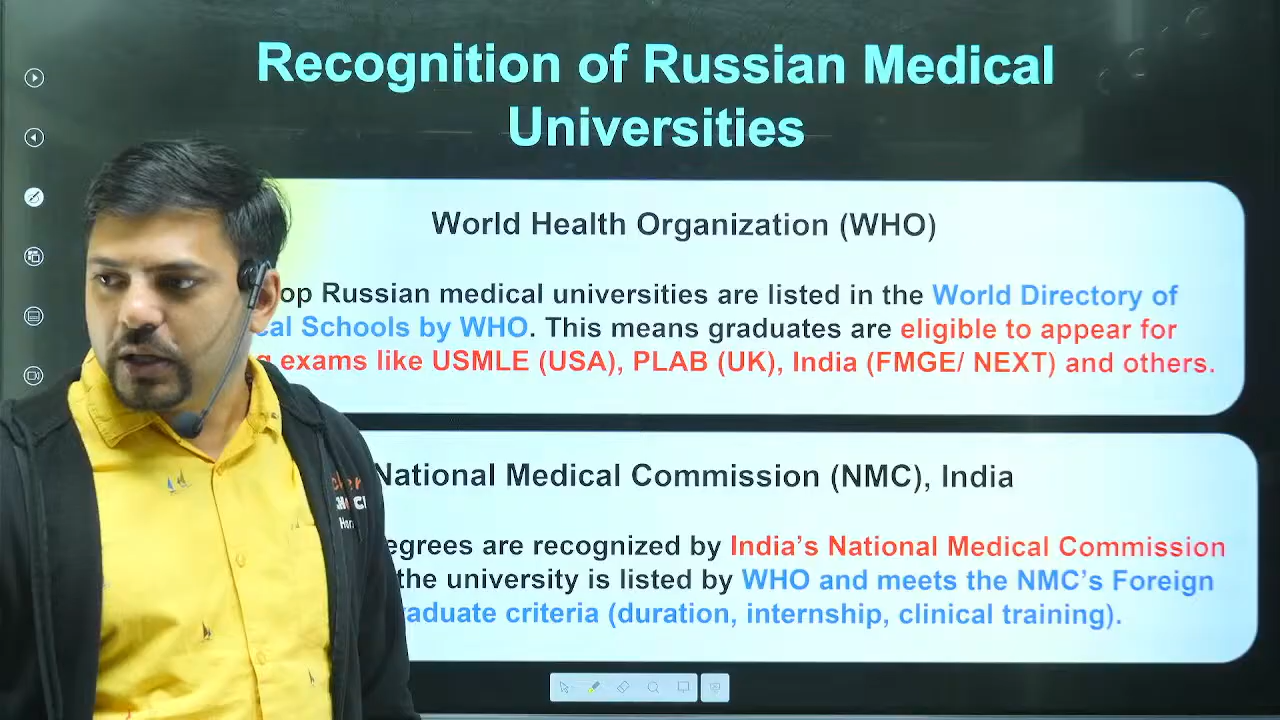 Recognition of Russian Medical
Universities
World Health Organization (WHO)
op Russian medical universities are listed in the World Directory of
cal Schools by WHO. This means graduates are eligible to appear for
g exams like USMLE (USA), PLAB (UK), India (FMGE/ NEXT) and others.
National Medical Commission (NMC), India
egrees are recognized by India's National Medical Commission
the university is listed by WHO and meets the NMC's Foreign
raduate criteria (duration, internship, clinical training).